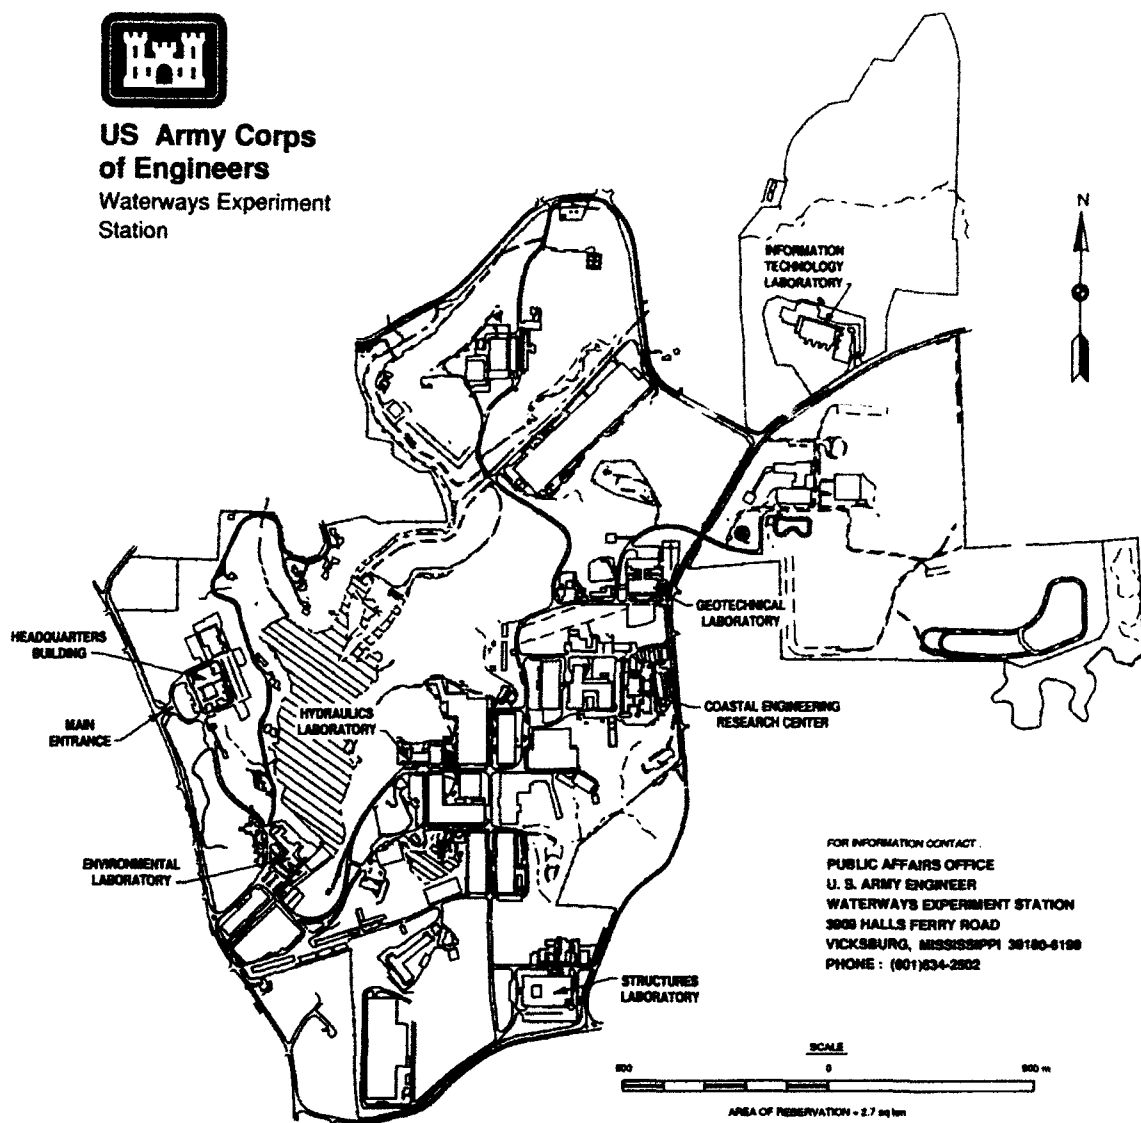 US Army Corps
of Engineers
Waterways Experiment
Station
N
INFORMATION
TECHNOLOGY
LABORATORY
GEOTECHNICAL
LABORATORY
HEADQUARTERS
BUILDING
MAIN
ENTRANCE
HYDRAULICS
LABORATORY
COASTAL ENGINEERING
RESEARCH CENTER
ENVIRONMENTAL
LABORATORY
FOR INFORMATION CONTACT
PUBLIC AFFAIRS OFFICE
U. S. ARMY ENGINEER
WATERWAYS EXPERIMENT STATION
HALLS FERRY ROAD
VICKSBURG, MISSISSIPPI
PHONE :
STRUCTURES
LABORATORY
SCALE
0
AREA OF RESERVATION - 2.7 sq km